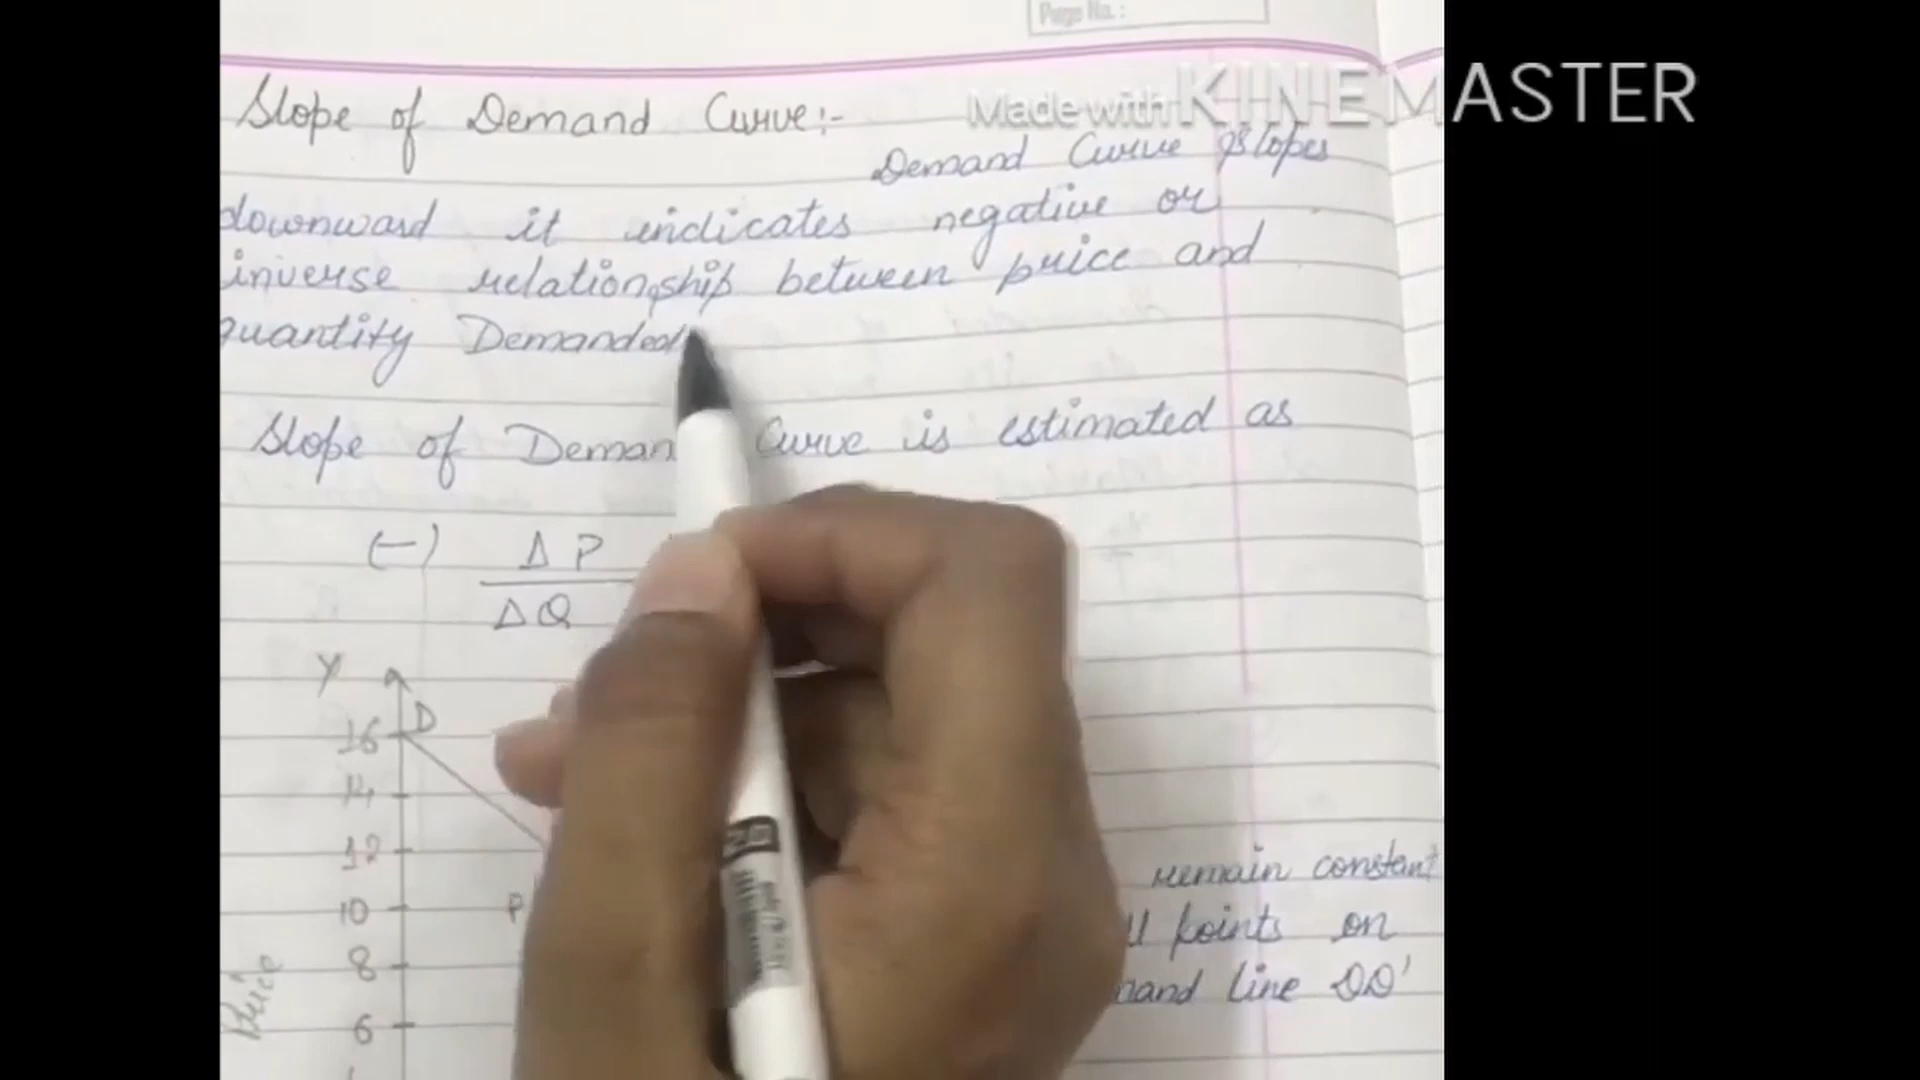 Page No.:
Made with KINEMASTER
Slope of Demand Curve:-
Demand Curve slopes
downward it indicates negative or
inverse relationship between price and
quantity Demanded
Slope of Deman Curve is estimated as
(-) ΔP
ΔQ
Y
D
16
14
12
10
P
8
6
Price
remain constant
ll points on
mand line DD'